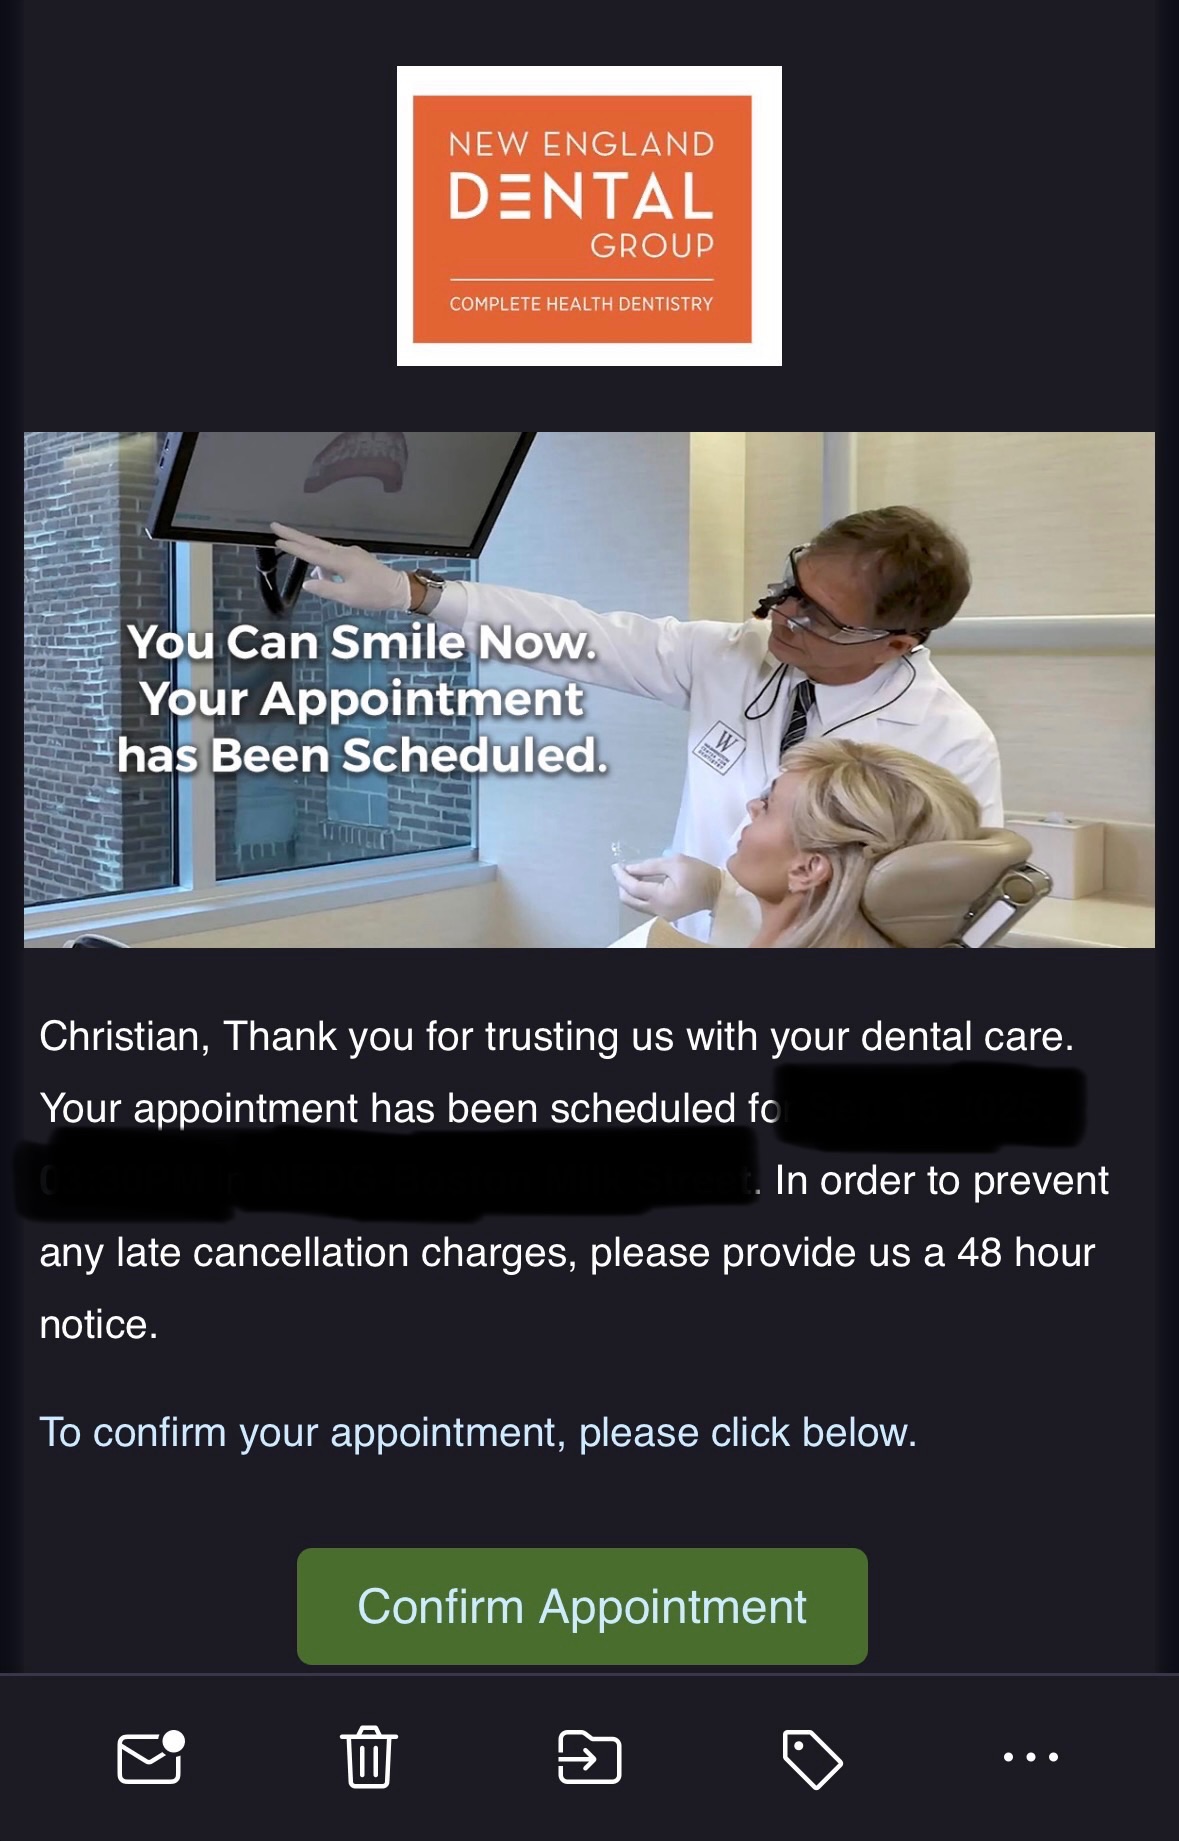 NEW ENGLAND
DENTAL
GROUP
COMPLETE HEALTH DENTISTRY
You Can Smile Now.
Your Appointment
has Been Scheduled.
W
Christian, Thank you for trusting us with your dental care.
Your appointment has been scheduled for
. In order to prevent
any late cancellation charges, please provide us a 48 hour
notice.
To confirm your appointment, please click below.
Confirm Appointment